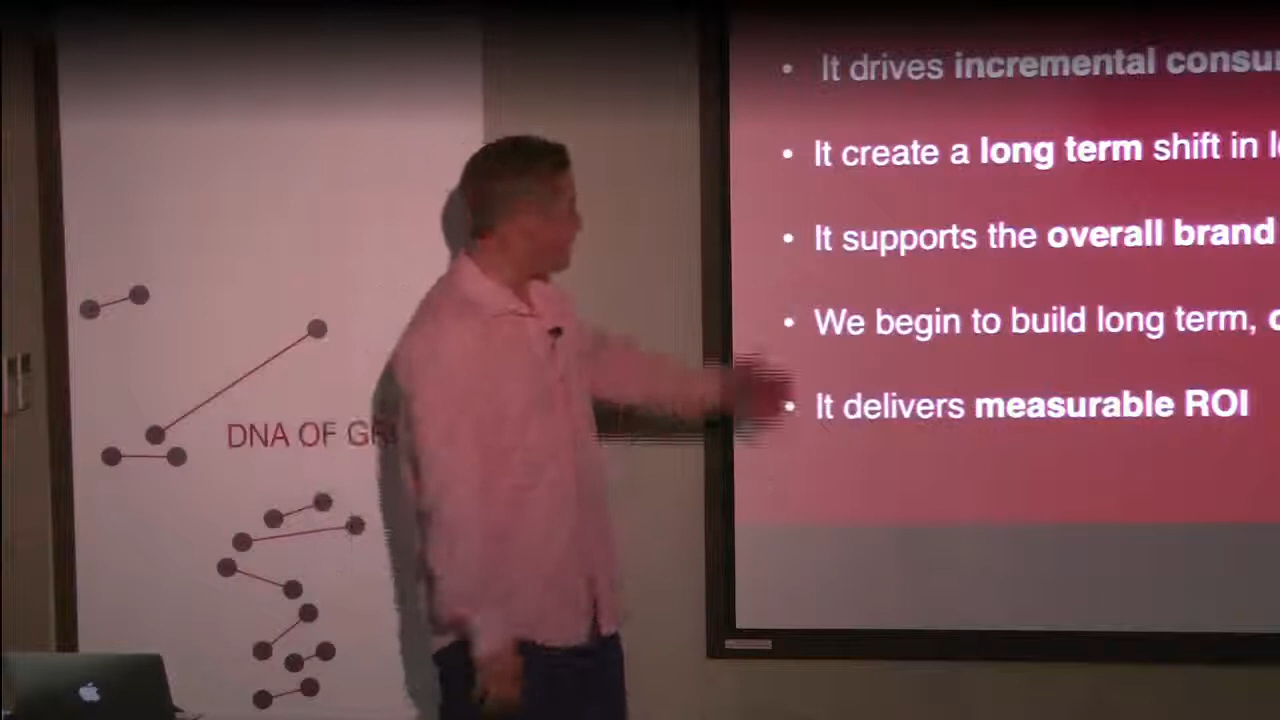 • It drives incremental
• It create a long term shift in
• It supports the overall brand
• We begin to build long term,
• It delivers measurable ROI
DNA OF